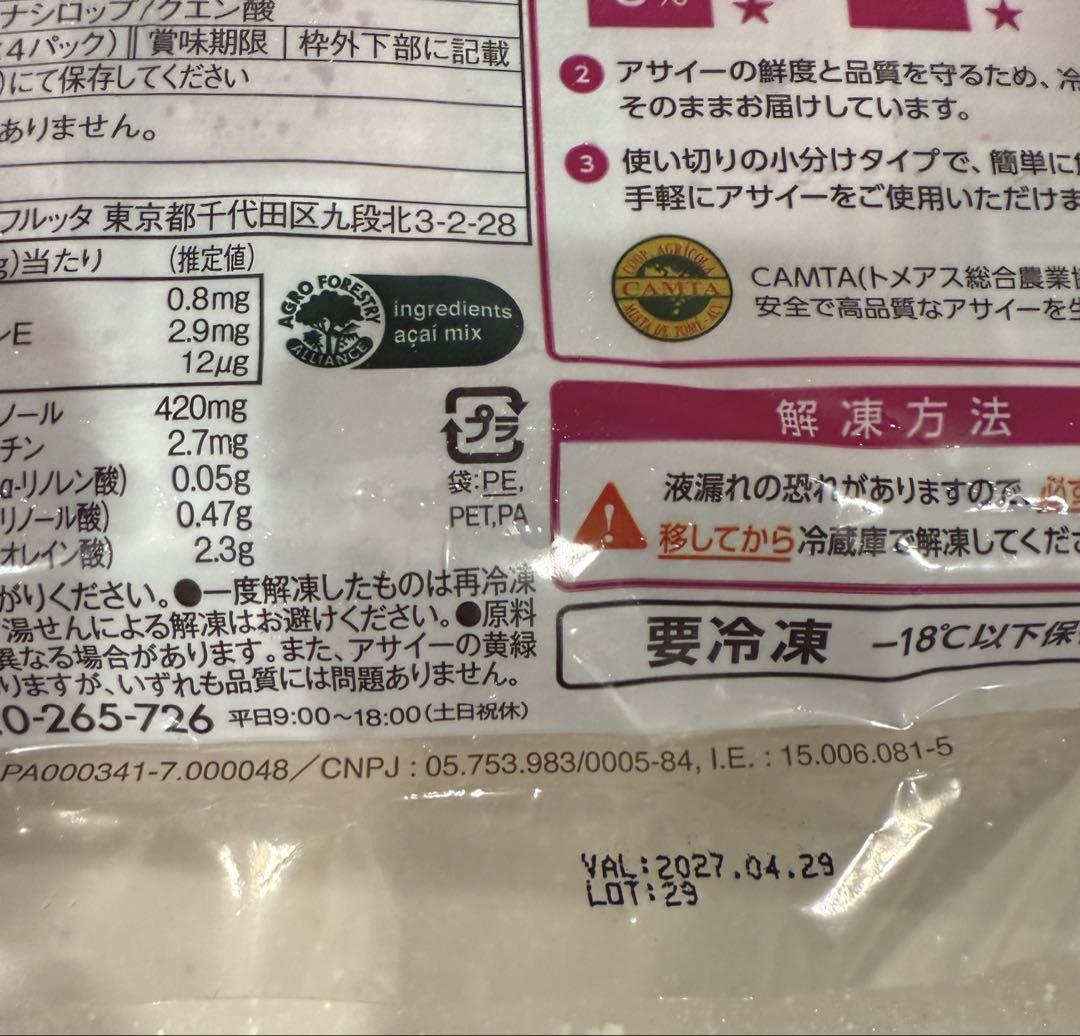 ナシロップ/クエン酸
4パック) 賞味期限 枠外下部に記載
)にて保存してください
ありません。
フルッタ 東京都千代田区九段北3-2-28
g)当たり (推定値)
0.8mg
ンE 2.9mg
12μg
ノール 420mg
チン 2.7mg
α-リノレン酸) 0.05g
リノール酸) 0.47g
オレイン酸) 2.3g
AGRO FORESTRY ALLIANCE
ingredients
açaí mix
プラ
袋:PE,
PET,PA
がりください。●一度解凍したものは再冷凍
湯せんによる解凍はお避けください。●原料
異なる場合があります。また、アサイーの黄緑
りますが、いずれも品質には問題ありません。
0-265-726 平日9:00〜18:00(土日祝休)
%
2 アサイーの鮮度と品質を守るため、冷
そのままお届けしています。
3 使い切りの小分けタイプで、簡単に
手軽にアサイーをご使用いただけま
COOP. AGRÍCOLA
CAMTA
MISTA DE TOMÉ-AÇU
CAMTA(トメアス総合農業協
安全で高品質なアサイーを生
解凍方法
液漏れの恐れがありますので、必ず
移してから冷蔵庫で解凍してくださ
要冷凍 −18℃以下保
PA000341-7.000048/CNPJ : 05.753.983/0005-84, I.E. : 15.006.081-5
VAL:2027.04.29
LOT:29